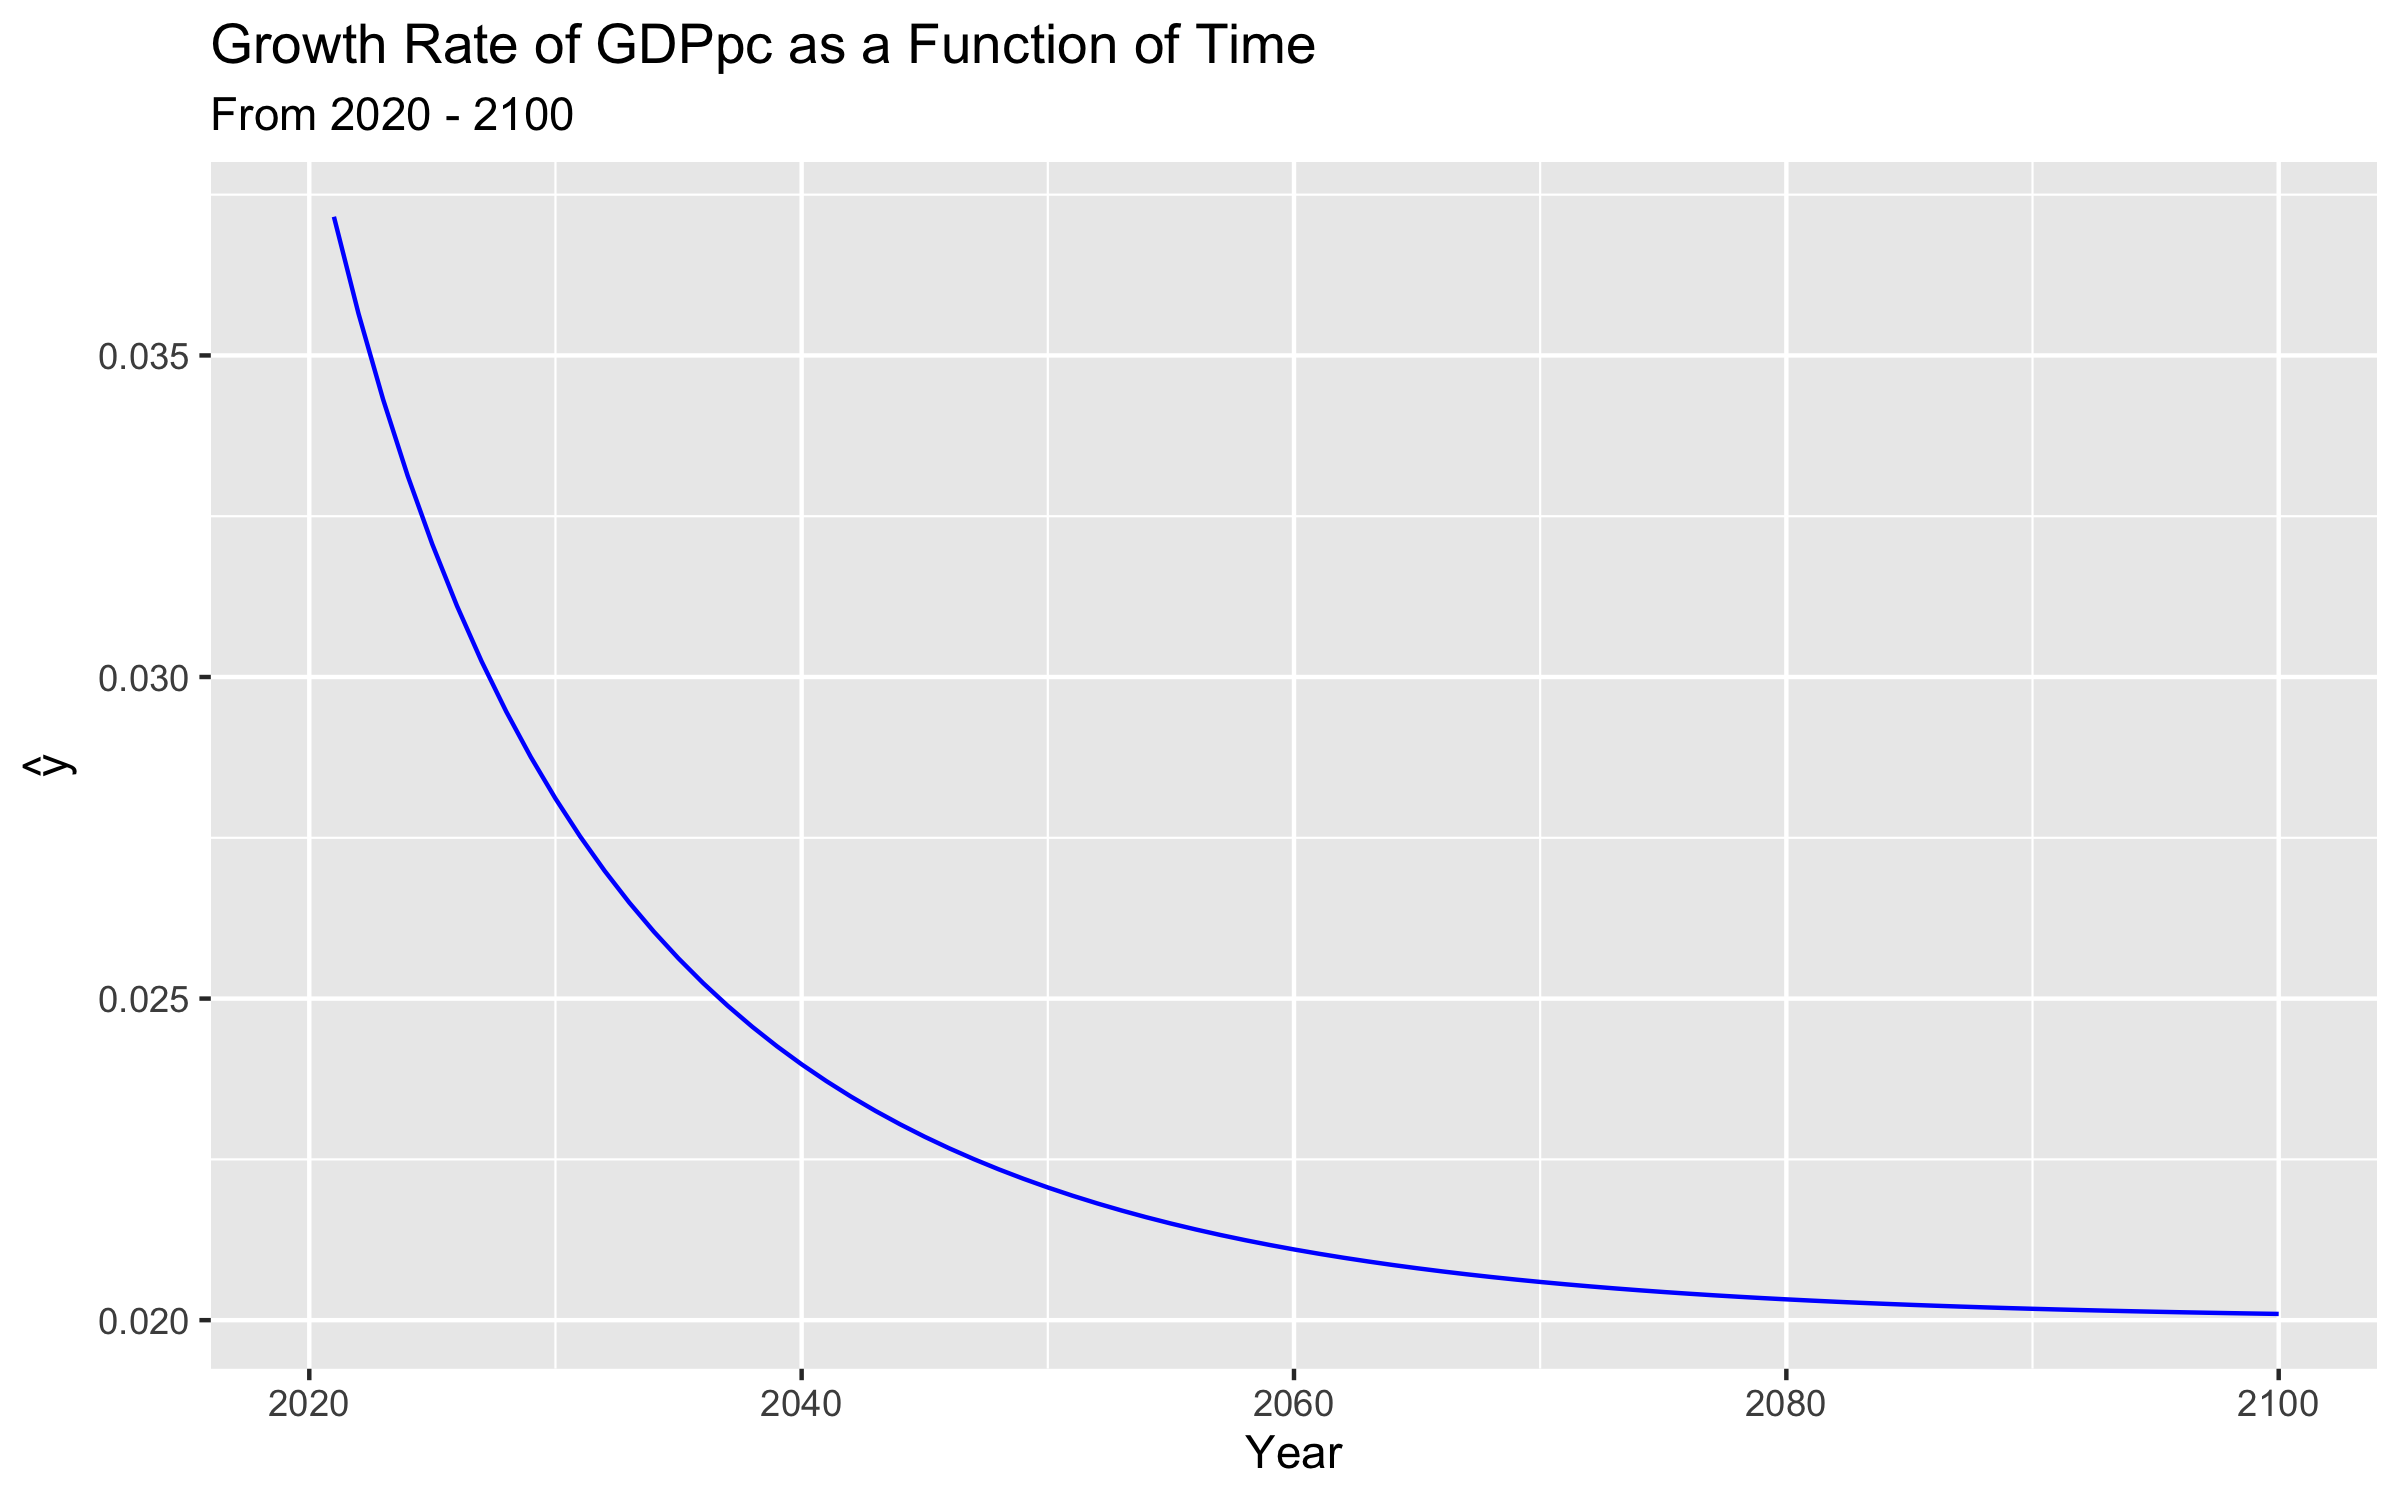 Growth Rate of GDPpc as a Function of Time
From 2020 - 2100
0.035
0.030
0.025
0.020
ŷ
2020 2040 2060 2080 2100
Year